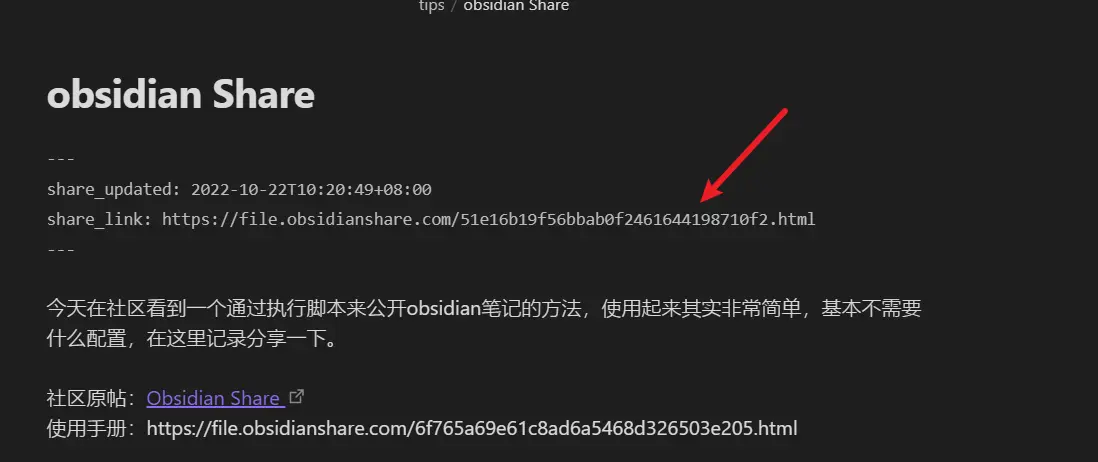 tips / obsidian Share
obsidian Share
---
share_updated: 2022-10-22T10:20:49+08:00
share_link: https://file.obsidianshare.com/51e16b19f56bbab0f2461644198710f2.html
---
今天在社区看到一个通过执行脚本来公开obsidian笔记的方法，使用起来其实非常简单，基本不需要
什么配置，在这里记录分享一下。
社区原帖：Obsidian Share
使用手册：https://file.obsidianshare.com/6f765a69e61c8ad6a5468d326503e205.html